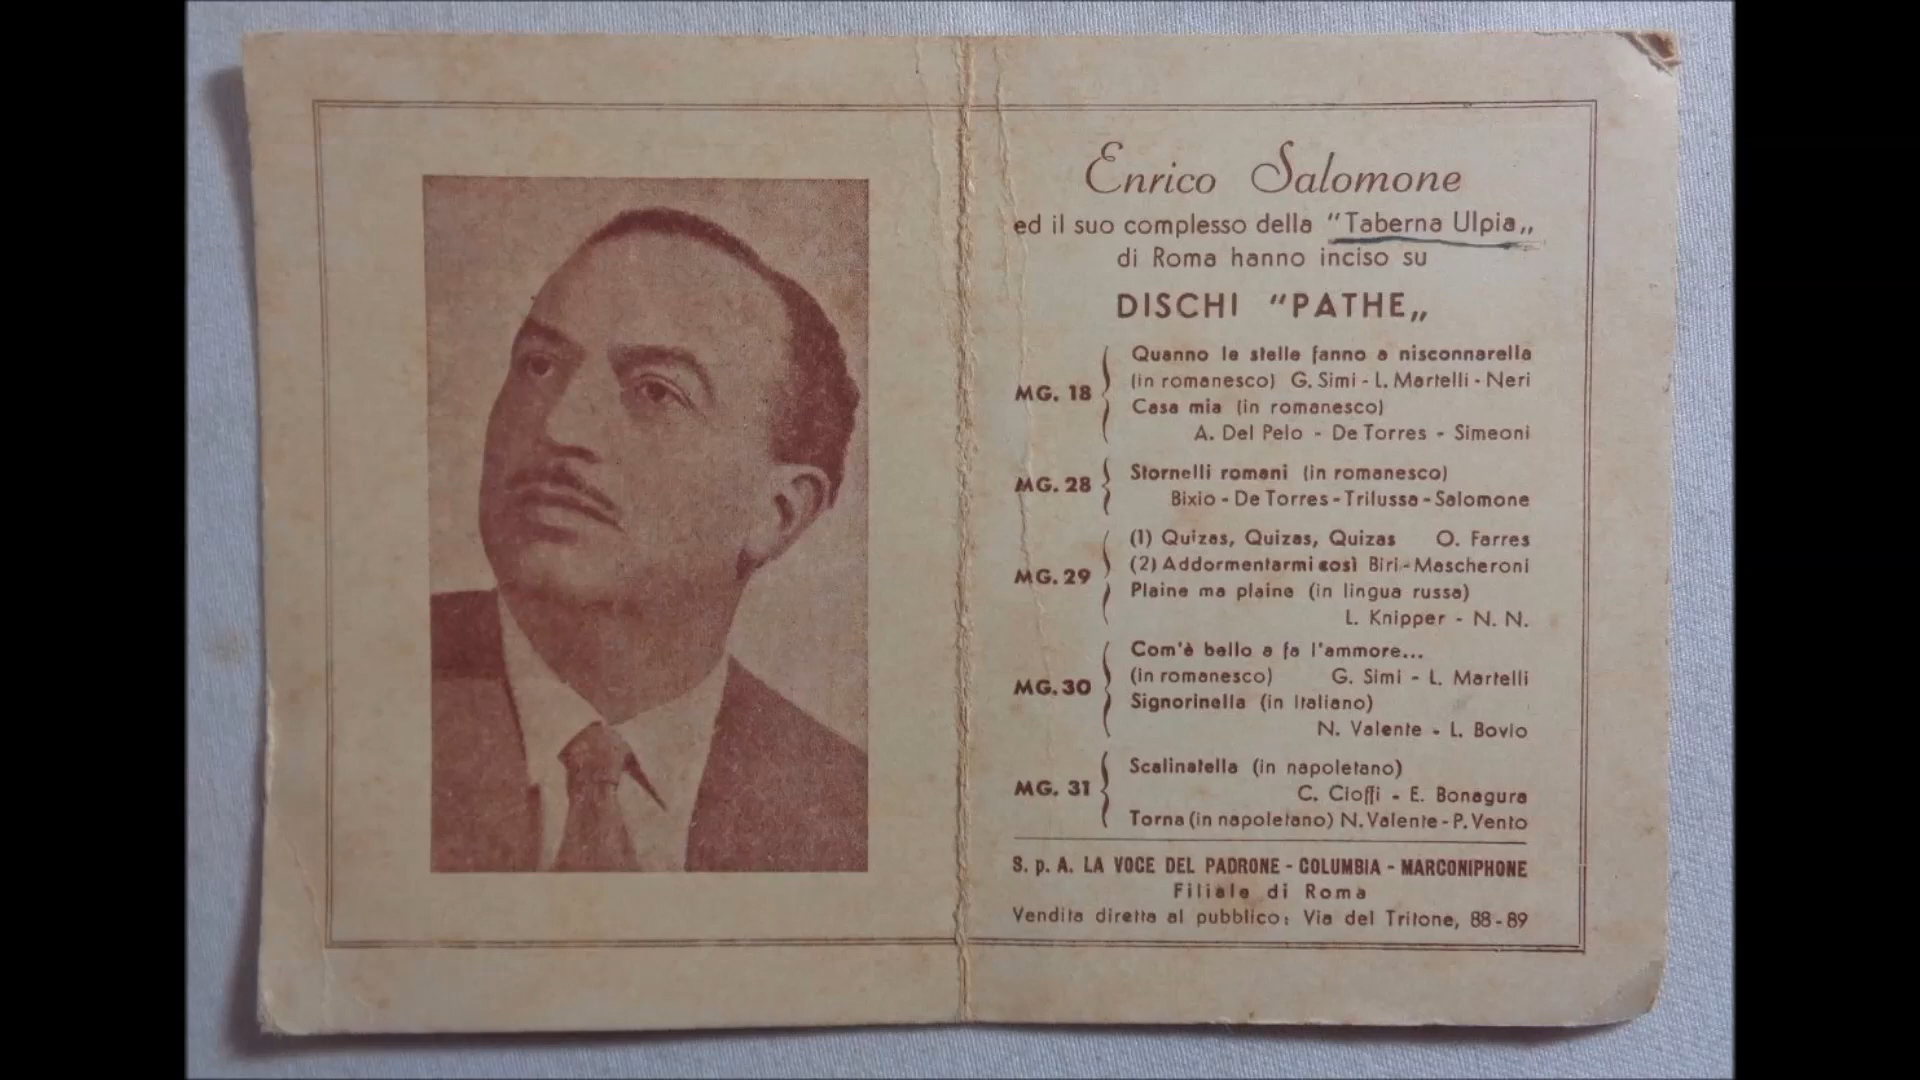 Enrico Salomone
ed il suo complesso della "Taberna Ulpia„
di Roma hanno inciso su
DISCHI "PATHE„
MG. 18
Quanno le stelle fanno a nisconnarella
(in romanesco) G. Simi - L. Martelli - Neri
Casa mia (in romanesco)
A. Del Pelo - De Torres - Simeoni
MG. 28
Stornelli romani (in romanesco)
Bixio - De Torres - Trilussa - Salomone
MG. 29
(1) Quizas, Quizas, Quizas O. Farres
(2) Addormentarmi così Biri - Mascheroni
Plaine ma plaine (in lingua russa)
L. Knipper - N. N.
MG. 30
Com'è bello a fa l'ammore...
(in romanesco) G. Simi - L. Martelli
Signorinella (in Italiano)
N. Valente - L. Bovio
MG. 31
Scalinatella (in napoletano)
C. Cioffi - E. Bonagura
Torna (in napoletano) N. Valente - P. Vento
S. p. A. LA VOCE DEL PADRONE - COLUMBIA - MARCONIPHONE
Filiale di Roma
Vendita diretta al pubblico: Via del Tritone, 88-89